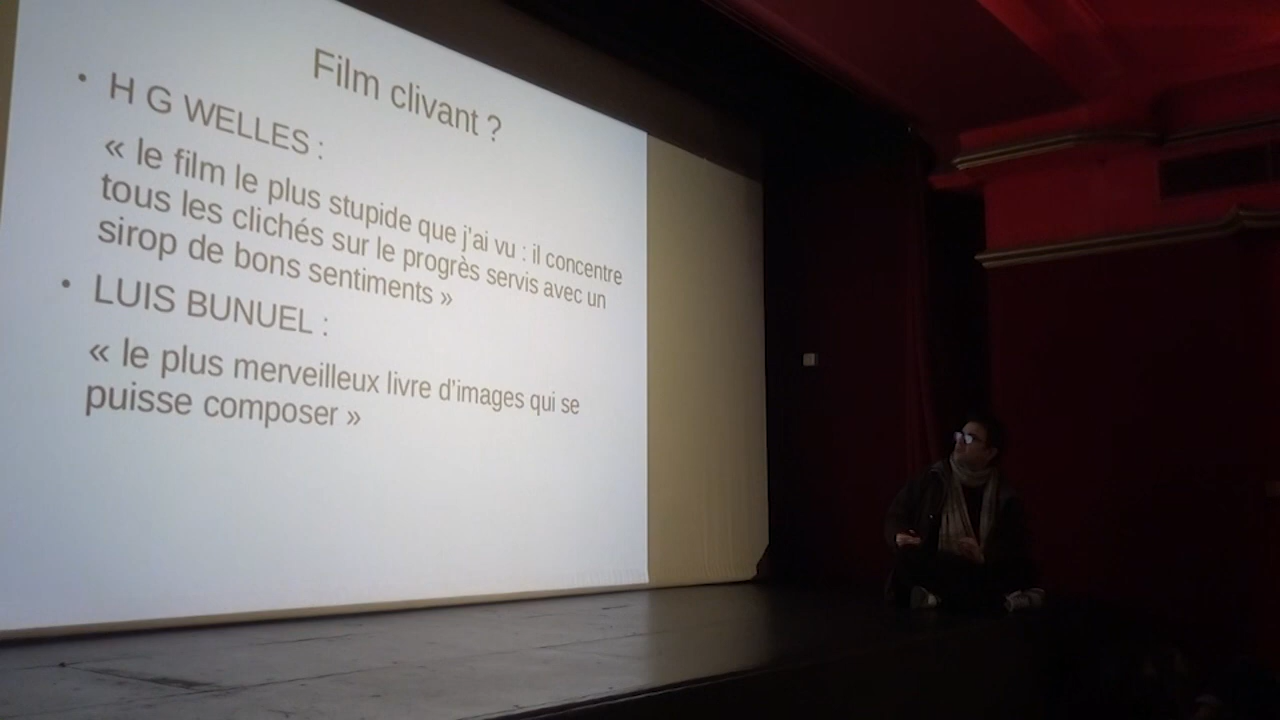 Film clivant ?
• H G WELLES :
« le film le plus stupide que j'ai vu : il concentre
tous les clichés sur le progrès servis avec un
sirop de bons sentiments »
• LUIS BUNUEL :
« le plus merveilleux livre d'images qui se
puisse composer »